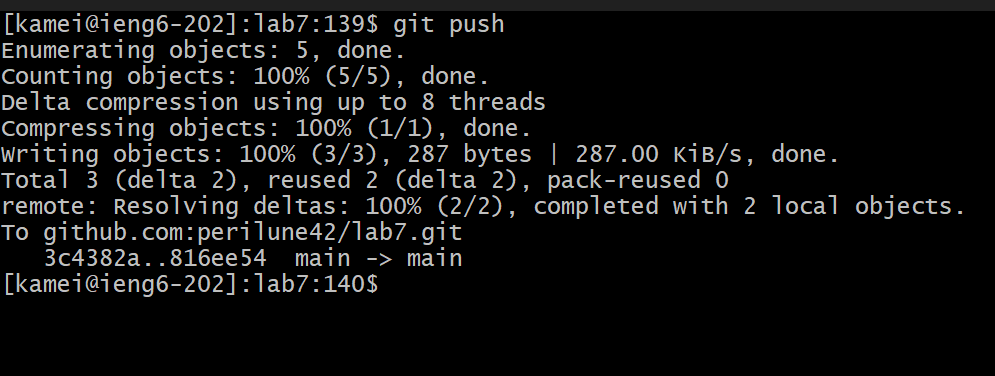 [kamei@ieng6-202]:lab7:139$ git push
Enumerating objects: 5, done.
Counting objects: 100% (5/5), done.
Delta compression using up to 8 threads
Compressing objects: 100% (1/1), done.
Writing objects: 100% (3/3), 287 bytes | 287.00 KiB/s, done.
Total 3 (delta 2), reused 2 (delta 2), pack-reused 0
remote: Resolving deltas: 100% (2/2), completed with 2 local objects.
To github.com:perilune42/lab7.git
   3c4382a..816ee54  main -> main
[kamei@ieng6-202]:lab7:140$